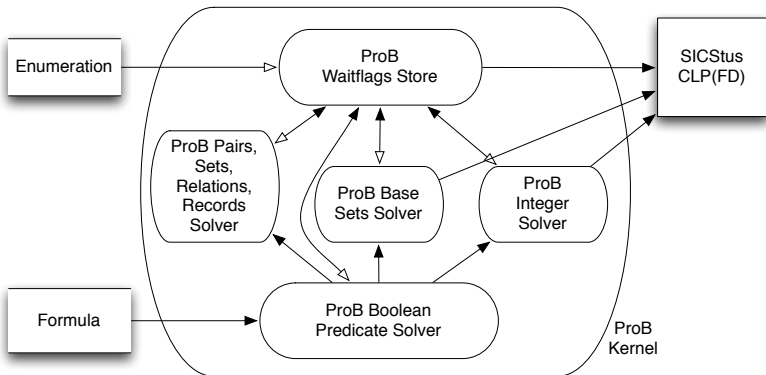 ProB
Waitflags Store
SICStus
CLP(FD)
Enumeration
ProB Pairs,
Sets,
Relations,
Records
Solver
ProB Base
Sets Solver
ProB
Integer
Solver
Formula
ProB Boolean
Predicate Solver
ProB
Kernel